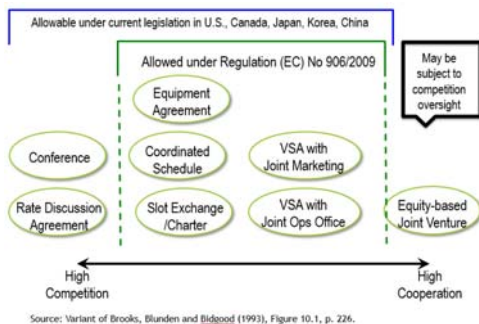 Allowable under current legislation in U.S., Canada, Japan, Korea, China
Allowed under Regulation (EC) No 906/2009
May be
subject to
competition
oversight
Equipment
Agreement
Conference
Coordinated
Schedule
VSA with
Joint Marketing
Rate Discussion
Agreement
Slot Exchange
/Charter
VSA with
Joint Ops Office
Equity-based
Joint Venture
High
Competition
High
Cooperation
Source: Variant of Brooks, Blunden and Bidgood (1993), Figure 10.1, p. 226.